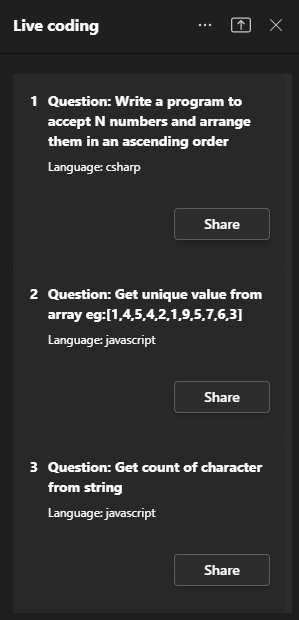 Live coding
1 Question: Write a program to
accept N numbers and arrange
them in an ascending order
Language: csharp
Share
2 Question: Get unique value from
array eg:[1,4,5,4,2,1,9,5,7,6,3]
Language: javascript
Share
3 Question: Get count of character
from string
Language: javascript
Share